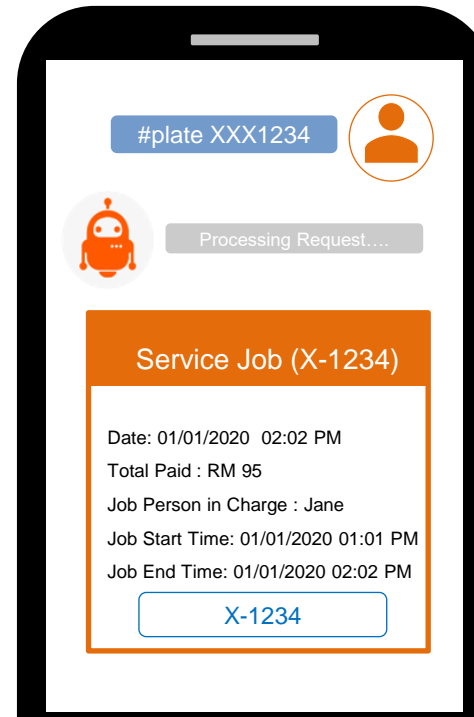 #plate XXX1234
Processing Request….
Service Job (X-1234)
Date: 01/01/2020  02:02 PM
Total Paid : RM 95
Job Person in Charge : Jane
Job Start Time: 01/01/2020 01:01 PM
Job End Time: 01/01/2020 02:02 PM
X-1234